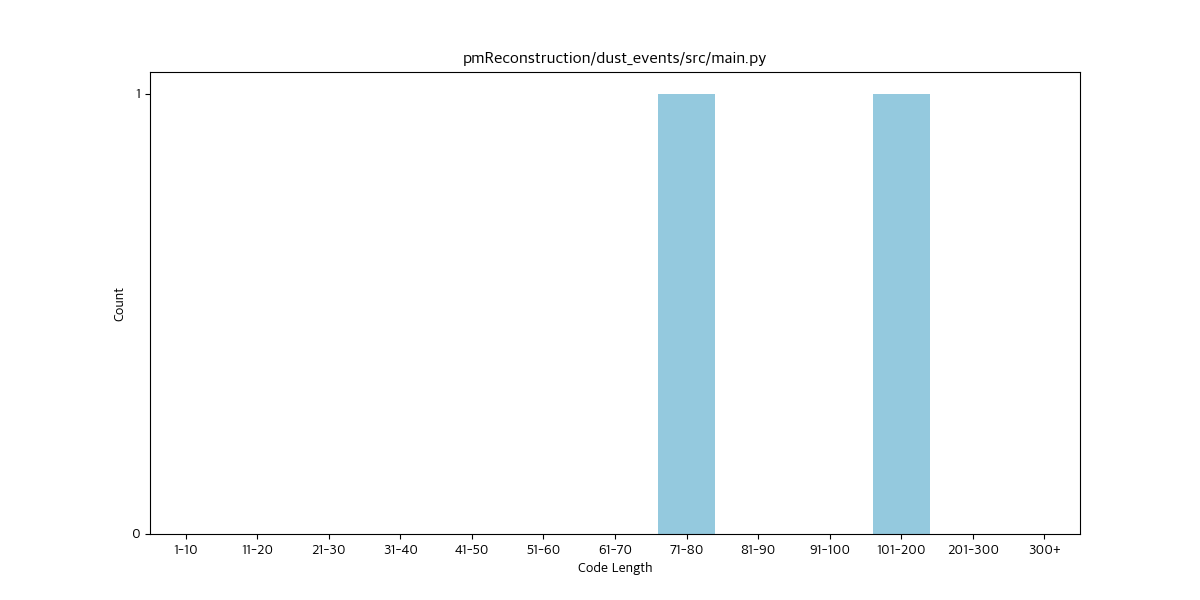 pmReconstruction/dust_events/src/main.py
1
Count
0
1-10 11-20 21-30 31-40 41-50 51-60 61-70 71-80 81-90 91-100 101-200 201-300 300+
Code Length